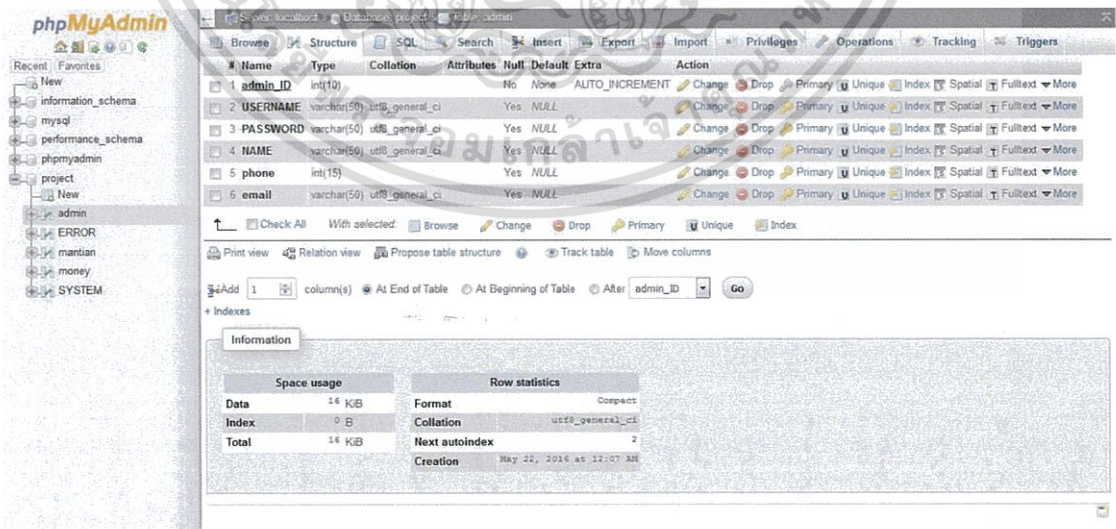 phpMyAdmin
Recent Favorites
New
information_schema
mysql
performance_schema
phpmyadmin
project
New
admin
ERROR
mantian
money
SYSTEM
Server: localhost » Database: project » Table: admin
Browse Structure SQL Search Insert Export Import Privileges Operations Tracking Triggers
# Name Type Collation Attributes Null Default Extra Action
1 admin_ID int(10) No None AUTO_INCREMENT Change Drop Primary Unique Index Spatial Fulltext More
2 USERNAME varchar(50) utf8_general_ci Yes NULL Change Drop Primary Unique Index Spatial Fulltext More
3 PASSWORD varchar(50) utf8_general_ci Yes NULL Change Drop Primary Unique Index Spatial Fulltext More
4 NAME varchar(50) utf8_general_ci Yes NULL Change Drop Primary Unique Index Spatial Fulltext More
5 phone int(15) Yes NULL Change Drop Primary Unique Index Spatial Fulltext More
6 email varchar(50) utf8_general_ci Yes NULL Change Drop Primary Unique Index Spatial Fulltext More
Check All With selected: Browse Change Drop Primary Unique Index
Print view Relation view Propose table structure Track table Move columns
Add 1 column(s) At End of Table At Beginning of Table After admin_ID Go
+ Indexes
Information
Space usage
Data 16 KiB
Index 0 B
Total 16 KiB
Row statistics
Format Compact
Collation utf8_general_ci
Next autoindex 2
Creation May 22, 2016 at 12:07 AM